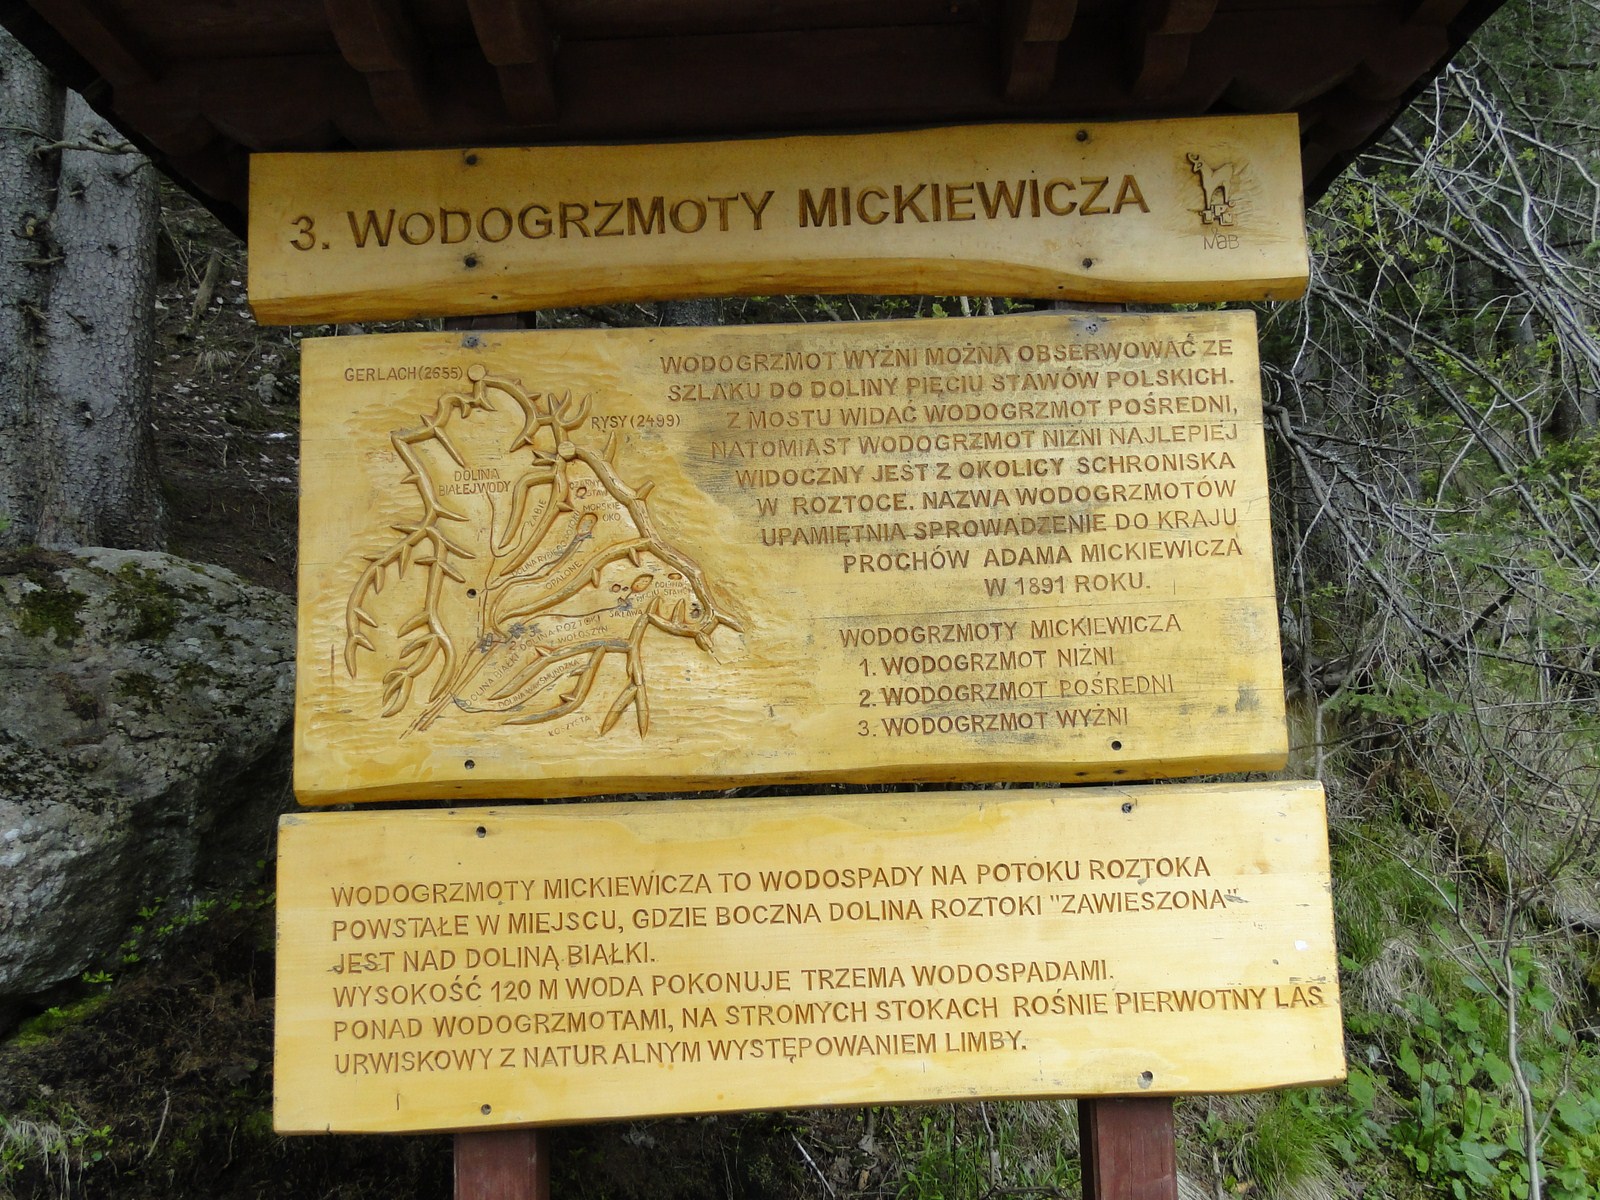 3. WODOGRZMOTY MICKIEWICZA
TPN
MaB
GERLACH (2655)
RYSY (2499)
DOLINA
BIAŁEJ WODY
ŻABIE
MORSKIE
OKO
OPALONE
WOŁOSZYN
KOSZYSTA
WODOGRZMOT WYŻNI MOŻNA OBSERWOWAĆ ZE
SZLAKU DO DOLINY PIĘCIU STAWÓW POLSKICH.
Z MOSTU WIDAĆ WODOGRZMOT POŚREDNI,
NATOMIAST WODOGRZMOT NIŻNI NAJLEPIEJ
WIDOCZNY JEST Z OKOLICY SCHRONISKA
W ROZTOCE. NAZWA WODOGRZMOTÓW
UPAMIĘTNIA SPROWADZENIE DO KRAJU
PROCHÓW ADAMA MICKIEWICZA
W 1891 ROKU.
WODOGRZMOTY MICKIEWICZA
1. WODOGRZMOT NIŻNI
2. WODOGRZMOT POŚREDNI
3. WODOGRZMOT WYŻNI
WODOGRZMOTY MICKIEWICZA TO WODOSPADY NA POTOKU ROZTOKA
POWSTAŁE W MIEJSCU, GDZIE BOCZNA DOLINA ROZTOKI "ZAWIESZONA"
JEST NAD DOLINĄ BIAŁKI.
WYSOKOŚĆ 120 M WODA POKONUJE TRZEMA WODOSPADAMI.
PONAD WODOGRZMOTAMI, NA STROMYCH STOKACH ROŚNIE PIERWOTNY LAS
URWISKOWY Z NATURALNYM WYSTĘPOWANIEM LIMBY.